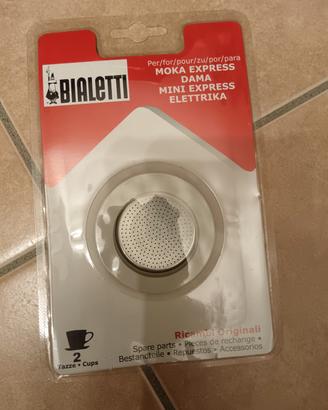 BIALETTI
Per/for/pour/zu/por/para
MOKA EXPRESS
DAMA
MINI EXPRESS
ELETTRIKA
Ricambi Originali
Spare parts • Pièces de rechange •
Bestandteile • Repuestos • Accessorios
2
Tazze • Cups